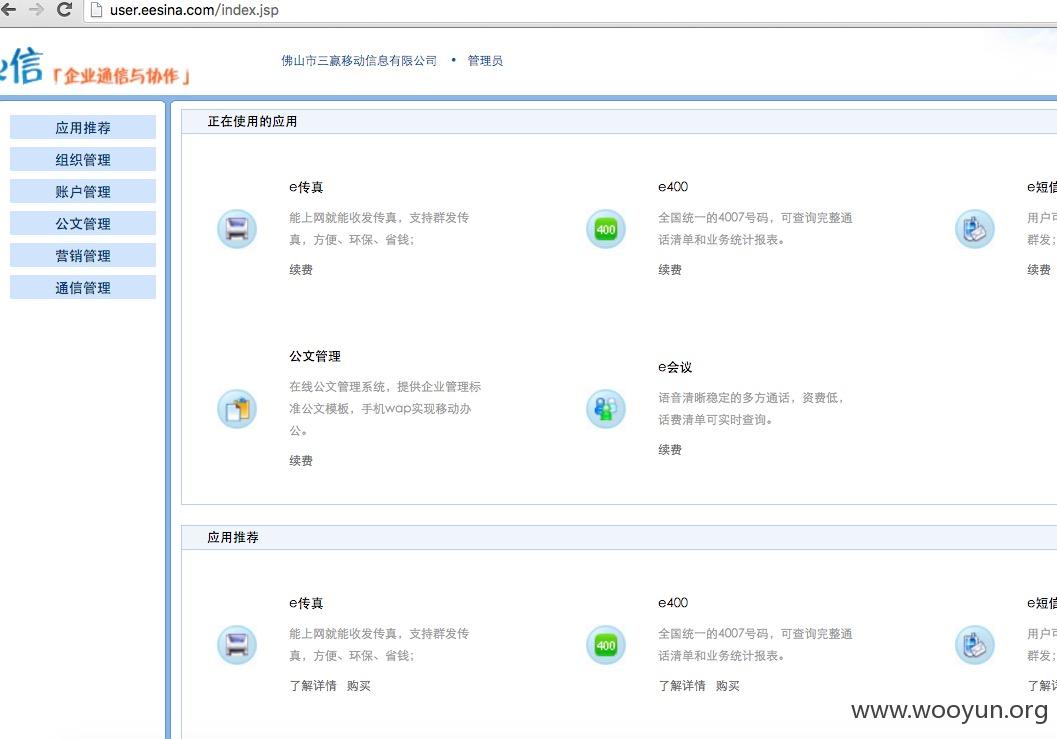 user.eesina.com/index.jsp
信「企业通信与协作」
佛山市三赢移动信息有限公司 • 管理员
应用推荐
组织管理
账户管理
公文管理
营销管理
通信管理
正在使用的应用
e传真
能上网就能收发传真，支持群发传
真，方便、环保、省钱；
续费
e400
400
全国统一的4007号码，可查询完整通
话清单和业务统计报表。
续费
e短信
用户可
群发；
续费
公文管理
在线公文管理系统，提供企业管理标
准公文模板，手机wap实现移动办
公。
续费
e会议
语音清晰稳定的多方通话，资费低，
话费清单可实时查询。
续费
应用推荐
e传真
能上网就能收发传真，支持群发传
真，方便、环保、省钱；
了解详情 购买
e400
400
全国统一的4007号码，可查询完整通
话清单和业务统计报表。
了解详情 购买
e短信
用户可
群发；
了解详
www.wooyun.org